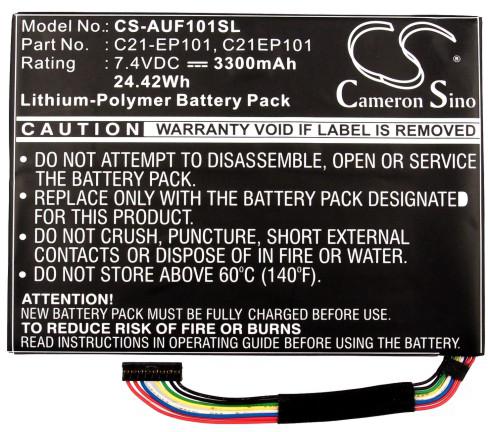 Model No.: CS-AUF101SL
Part No. : C21-EP101, C21EP101
Rating : 7.4VDC ⎓ 3300mAh
24.42Wh
Lithium-Polymer Battery Pack
CS
Cameron Sino
CAUTION WARRANTY VOID IF LABEL IS REMOVED
• DO NOT ATTEMPT TO DISASSEMBLE, OPEN OR SERVICE
THE BATTERY PACK.
• REPLACE ONLY WITH THE BATTERY PACK DESIGNATED
FOR THIS PRODUCT.
• DO NOT CRUSH, PUNCTURE, SHORT EXTERNAL
CONTACTS OR DISPOSE OF IN FIRE OR WATER.
• DO NOT STORE ABOVE 60°C (140°F).
ATTENTION!
NEW BATTERY PACK MUST BE FULLY CHARGED BEFORE USE.
TO REDUCE RISK OF FIRE OR BURNS
READ INSTRUCTIONS IN OPERATING GUIDE BEFORE USING BATTERY.